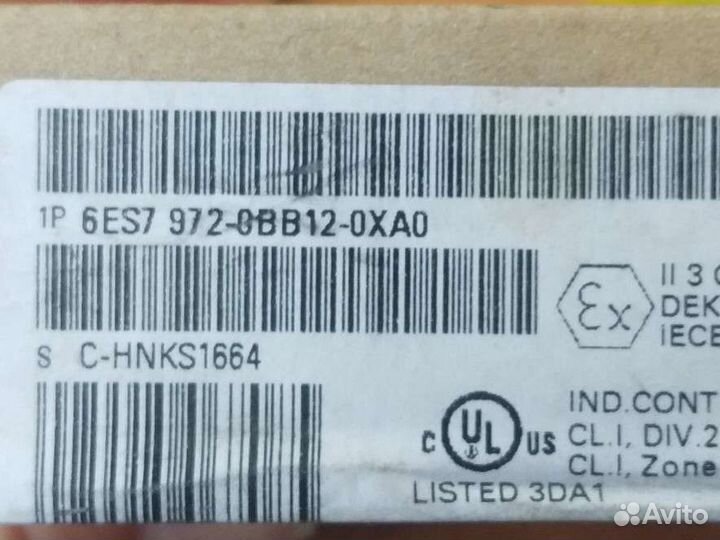 1P 6ES7 972-0BB12-0XA0
S C-HNKS1664
Ex
II 3
DEK
IECE
C UL US
IND.CONT
CL.I, DIV.2
CL.I, Zone
LISTED 3DA1
Avito